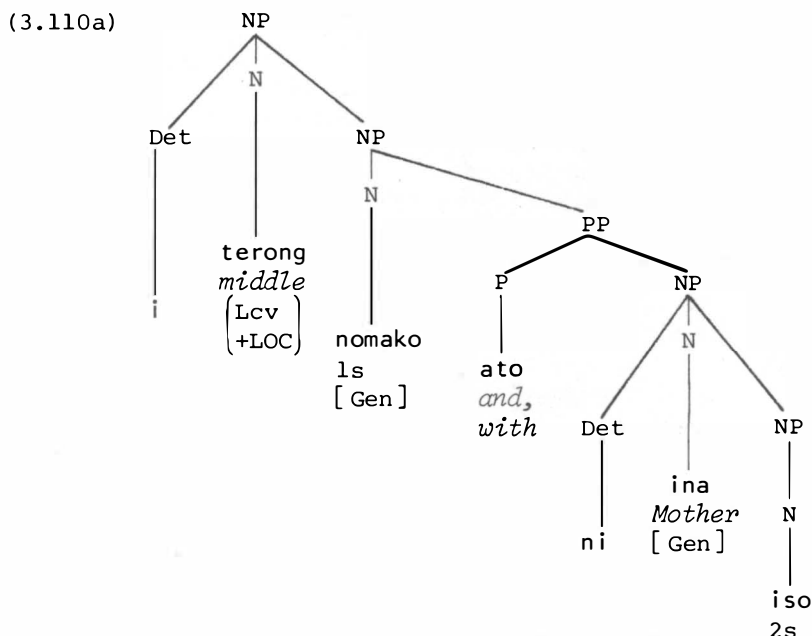 (3.110a) NP
N
Det NP
N
PP
terong P NP
middle
i (Lcv nomako ato N
+LOC) 1s and,
[Gen] with Det NP
ina
Mother N
ni [Gen]
iso
2s